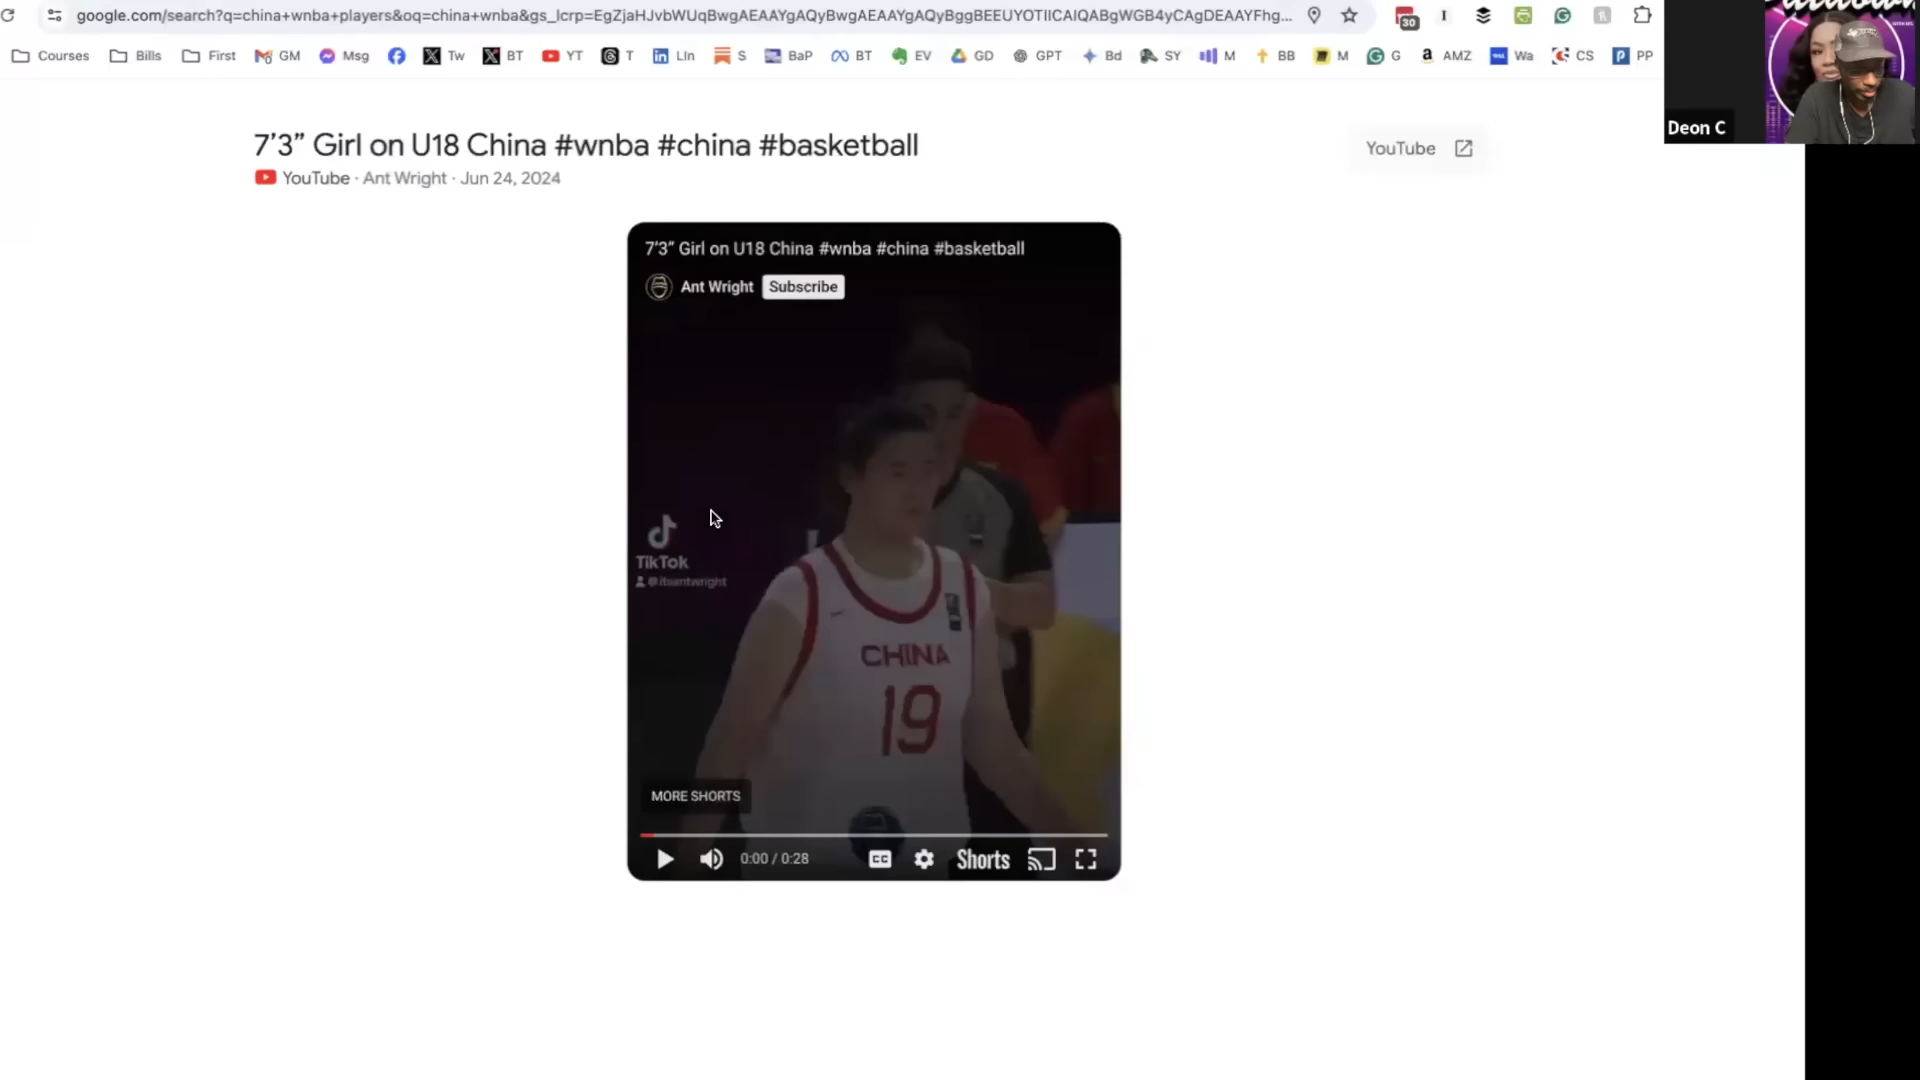 google.com/search?q=china+wnba+players&oq=china+wnba&gs_lcrp=EgZjaHJvbWUqBwgAEAAYgAQyBwgAEAAYgAQyBggBEEUYOTIICAIQABgWGB4yCAgDEAAYFhg...
30
Courses Bills First GM Msg Tw BT YT T LIn S BaP BT EV GD GPT Bd SY M BB M G AMZ Wa CS PP
Deon C
7’3” Girl on U18 China #wnba #china #basketball
YouTube
YouTube · Ant Wright · Jun 24, 2024
7’3” Girl on U18 China #wnba #china #basketball
Ant Wright Subscribe
TikTok
@itsantwright
CHINA
19
MORE SHORTS
0:00 / 0:28 CC Shorts